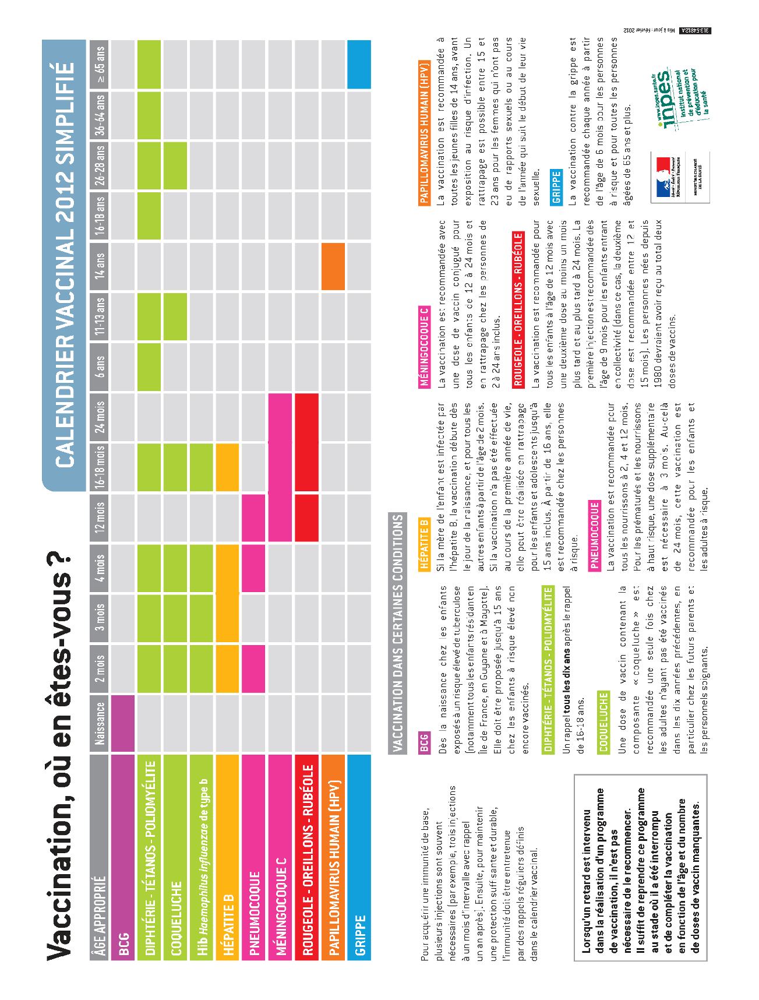 Vaccination, où en êtes-vous ?
CALENDRIER VACCINAL 2012 SIMPLIFIÉ
ÂGE APPROPRIÉ
Naissance
2 mois
3 mois
4 mois
12 mois
16-18 mois
24 mois
6 ans
11-13 ans
14 ans
16-18 ans
26-28 ans
36-64 ans
≥ 65 ans
BCG
DIPHTÉRIE - TÉTANOS - POLIOMYÉLITE
COQUELUCHE
Hib Haemophilus influenzae de type b
HÉPATITE B
PNEUMOCOQUE
MÉNINGOCOQUE C
ROUGEOLE - OREILLONS - RUBÉOLE
PAPILLOMAVIRUS HUMAIN (HPV)
GRIPPE
Pour acquérir une immunité de base,
plusieurs injections sont souvent
nécessaires (par exemple, trois injections
à un mois d'intervalle avec rappel
un an après). Ensuite, pour maintenir
une protection suffisante et durable,
l'immunité doit être entretenue
par des rappels réguliers définis
dans le calendrier vaccinal.
Lorsqu'un retard est intervenu
dans la réalisation d'un programme
de vaccination, il n'est pas
nécessaire de le recommencer.
Il suffit de reprendre ce programme
au stade où il a été interrompu
et de compléter la vaccination
en fonction de l'âge et du nombre
de doses de vaccin manquantes.
VACCINATION DANS CERTAINES CONDITIONS
BCG
Dès la naissance chez les enfants
exposés à un risque élevé de tuberculose
(notamment tous les enfants résidant en
Île-de-France, en Guyane et à Mayotte).
Elle doit être proposée jusqu'à 15 ans
chez les enfants à risque élevé non
encore vaccinés.
DIPHTÉRIE - TÉTANOS - POLIOMYÉLITE
Un rappel tous les dix ans après le rappel
de 16-18 ans.
COQUELUCHE
Une dose de vaccin contenant la
composante « coqueluche » est
recommandée une seule fois chez
les adultes n'ayant pas été vaccinés
dans les dix années précédentes, en
particulier chez les futurs parents et
les personnels soignants.
HÉPATITE B
Si la mère de l'enfant est infectée par
l'hépatite B, la vaccination débute dès
le jour de la naissance, et pour tous les
autres enfants à partir de l'âge de 2 mois.
Si la vaccination n'a pas été effectuée
au cours de la première année de vie,
elle peut être réalisée en rattrapage
pour les enfants et adolescents jusqu'à
15 ans inclus. À partir de 16 ans, elle
est recommandée chez les personnes
à risque.
PNEUMOCOQUE
La vaccination est recommandée pour
tous les nourrissons à 2, 4 et 12 mois.
Pour les prématurés et les nourrissons
à haut risque, une dose supplémentaire
est nécessaire à 3 mois. Au-celà
de 24 mois, cette vaccination est
recommandée pour les enfants et
les adultes à risque.
MÉNINGOCOQUE C
La vaccination est recommandée avec
une dose de vaccin conjugué pour
tous les enfants de 12 à 24 mois et
en rattrapage chez les personnes de
2 à 24 ans inclus.
ROUGEOLE - OREILLONS - RUBÉOLE
La vaccination est recommandée pour
tous les enfants à l'âge de 12 mois avec
une deuxième dose au moins un mois
plus tard et au plus tard à 24 mois. La
première injection est recommandée dès
l'âge de 9 mois pour les enfants entrant
en collectivité (dans ce cas, la deuxième
dose est recommandée entre 12 et
15 mois). Les personnes nées depuis
1980 devraient avoir reçu au total deux
doses de vaccins.
PAPILLOMAVIRUS HUMAIN (HPV)
La vaccination est recommandée à
toutes les jeunes filles de 14 ans, avant
exposition au risque d'infection. Un
rattrapage est possible entre 15 et
23 ans pour les femmes qui n'ont pas
eu de rapports sexuels ou au cours
de l'année qui suit le début de leur vie
sexuelle.
GRIPPE
La vaccination contre la grippe est
recommandée chaque année à partir
de l'âge de 6 mois pour les personnes
à risque et pour toutes les personnes
âgées de 65 ans et plus.
Liberté • Égalité • Fraternité
RÉPUBLIQUE FRANÇAISE
MINISTÈRE CHARGÉ
DE LA SANTÉ
www.inpes.sante.fr
inpes
Institut national
de prévention et
d'éducation pour
la santé
313-54812A
Mis à jour : février 2012